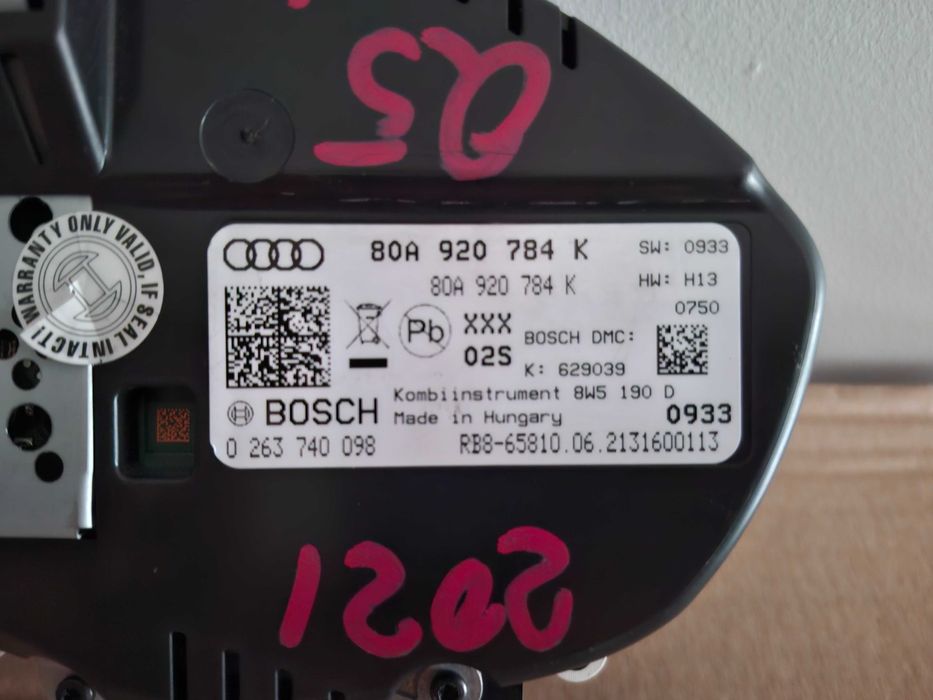 Q5
80A 920 784 K
SW: 0933
80A 920 784 K
HW: H13
0750
Pb
XXX
02S
BOSCH DMC:
K: 629039
Kombiinstrument 8W5 190 D
BOSCH
Made in Hungary
0933
0 263 740 098
RB8-65810.06.2131600113
WARRANTY ONLY VALID, IF SEAL INTACT!
2021